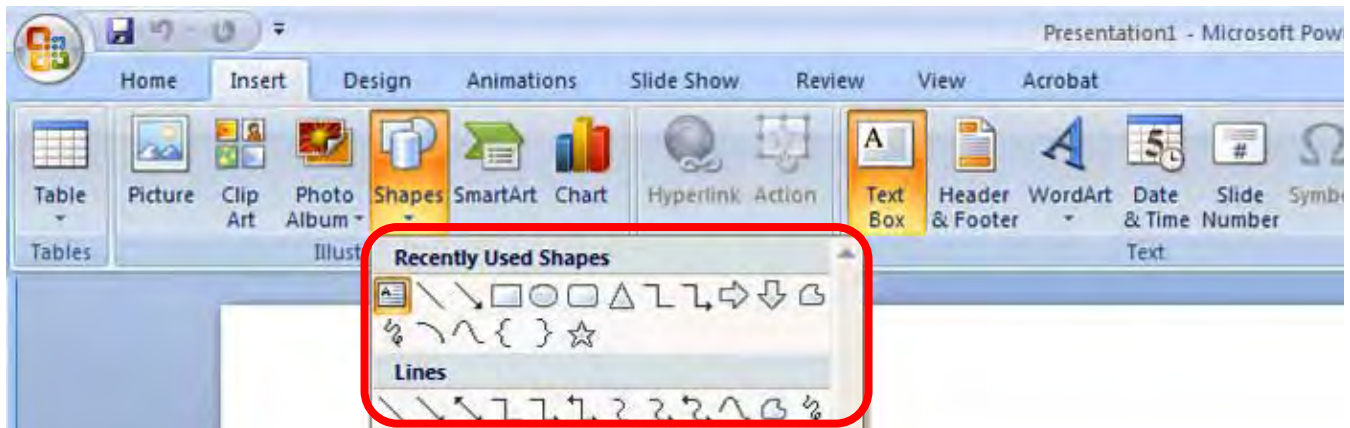 Presentation1 - Microsoft Pow
Home Insert Design Animations Slide Show Review View Acrobat
A
5
#
Table Picture Clip Art Photo Album Shapes SmartArt Chart Hyperlink Action Text Box Header & Footer WordArt Date & Time Slide Number Symb
Tables Illust Text
Recently Used Shapes
A
Lines